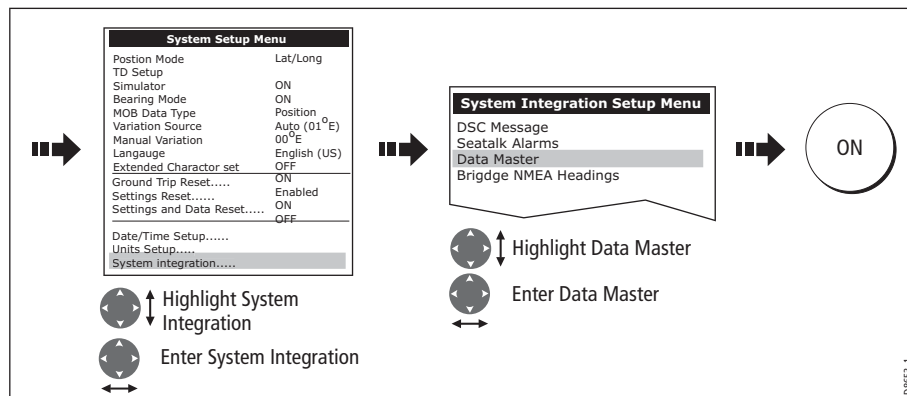 System Setup Menu
Postion Mode Lat/Long
TD Setup
Simulator ON
Bearing Mode ON
MOB Data Type Position
Variation Source Auto (01°E)
Manual Variation 00°E
Langauge English (US)
Extended Charactor set OFF
Ground Trip Reset..... ON
Settings Reset...... Enabled
Settings and Data Reset..... ON
OFF
Date/Time Setup......
Units Setup.....
System integration.....
Highlight System
Integration
Enter System Integration
System Integration Setup Menu
DSC Message
Seatalk Alarms
Data Master
Brigdge NMEA Headings
Highlight Data Master
Enter Data Master
ON